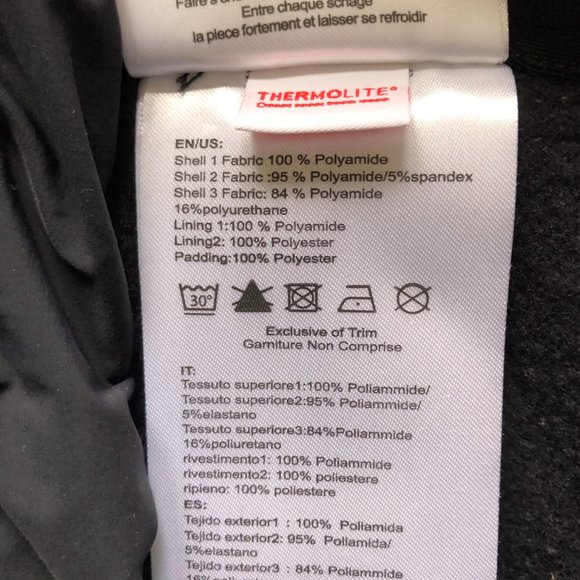 Faire s
Entre chaque schage
la piece fortement et laisser se refroidir
THERMOLITE®
EN/US:
Shell 1 Fabric 100 % Polyamide
Shell 2 Fabric :95 % Polyamide/5%spandex
Shell 3 Fabric: 84 % Polyamide
16%polyurethane
Lining 1:100 % Polyamide
Lining2: 100% Polyester
Padding:100% Polyester
30°
Exclusive of Trim
Garniture Non Comprise
IT:
Tessuto superiore1:100% Poliammide/
Tessuto superiore2:95% Poliammide/
5%elastano
Tessuto superiore3:84%Poliammide
16%poliuretano
rivestimento1: 100% Poliammide
rivestimento2: 100% poliestere
ripieno: 100% poliestere
ES:
Tejido exterior1 : 100% Poliamida
Tejido exterior2: 95% Poliamida/
5%elastano
Tejido exterior3 : 84% Poliamida